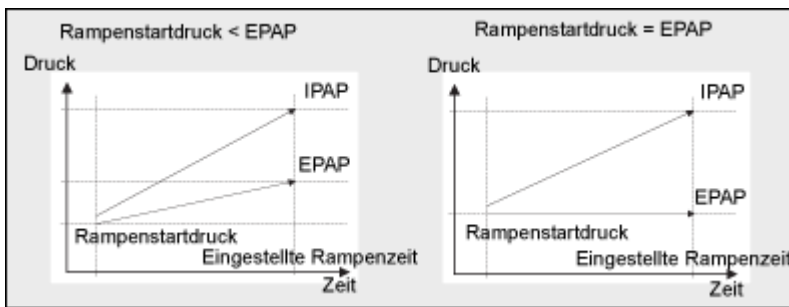 Rampenstartdruck < EPAP
Druck
IPAP
EPAP
Rampenstartdruck
Eingestellte Rampenzeit
Zeit
Rampenstartdruck = EPAP
Druck
IPAP
EPAP
Rampenstartdruck
Eingestellte Rampenzeit
Zeit